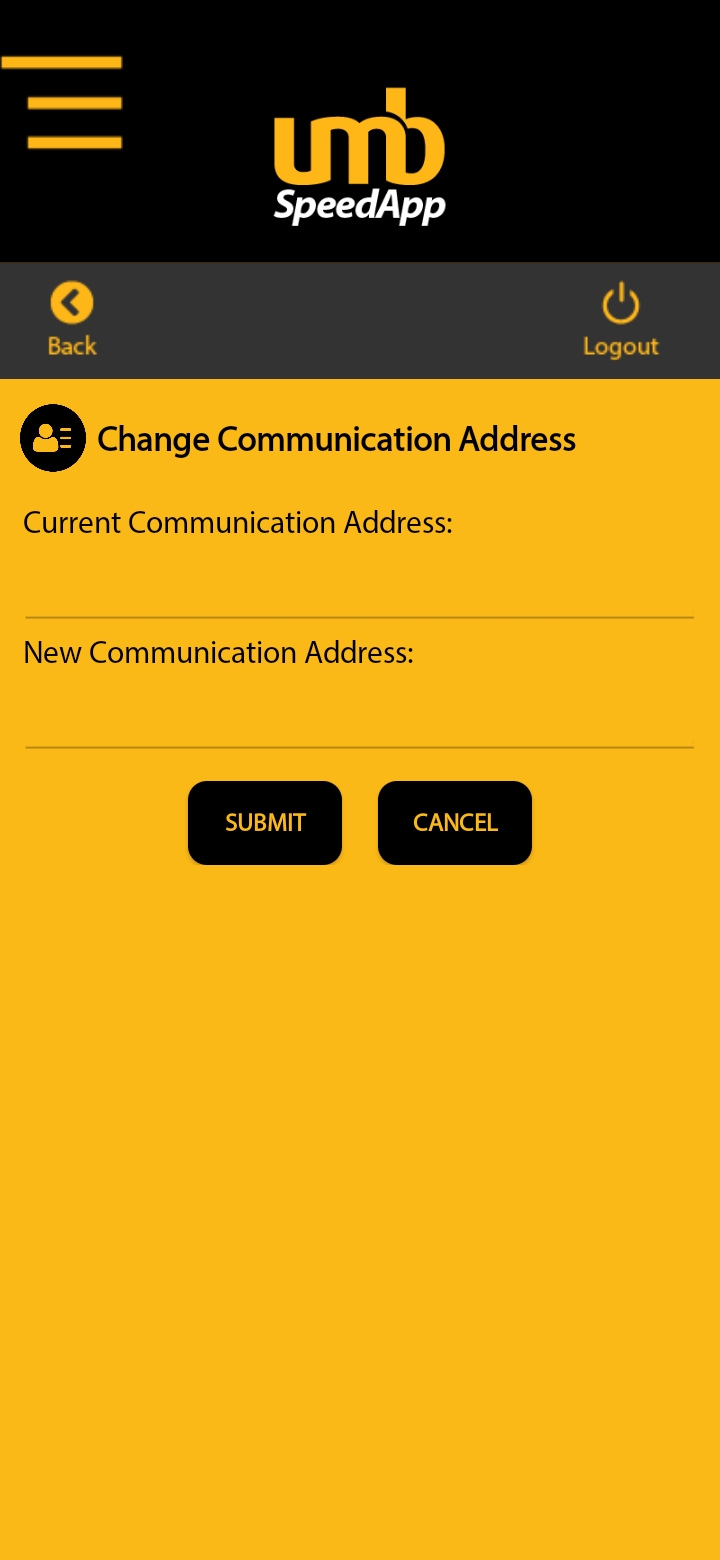 umb
SpeedApp
Back
Logout
Change Communication Address
Current Communication Address:
New Communication Address:
SUBMIT
CANCEL